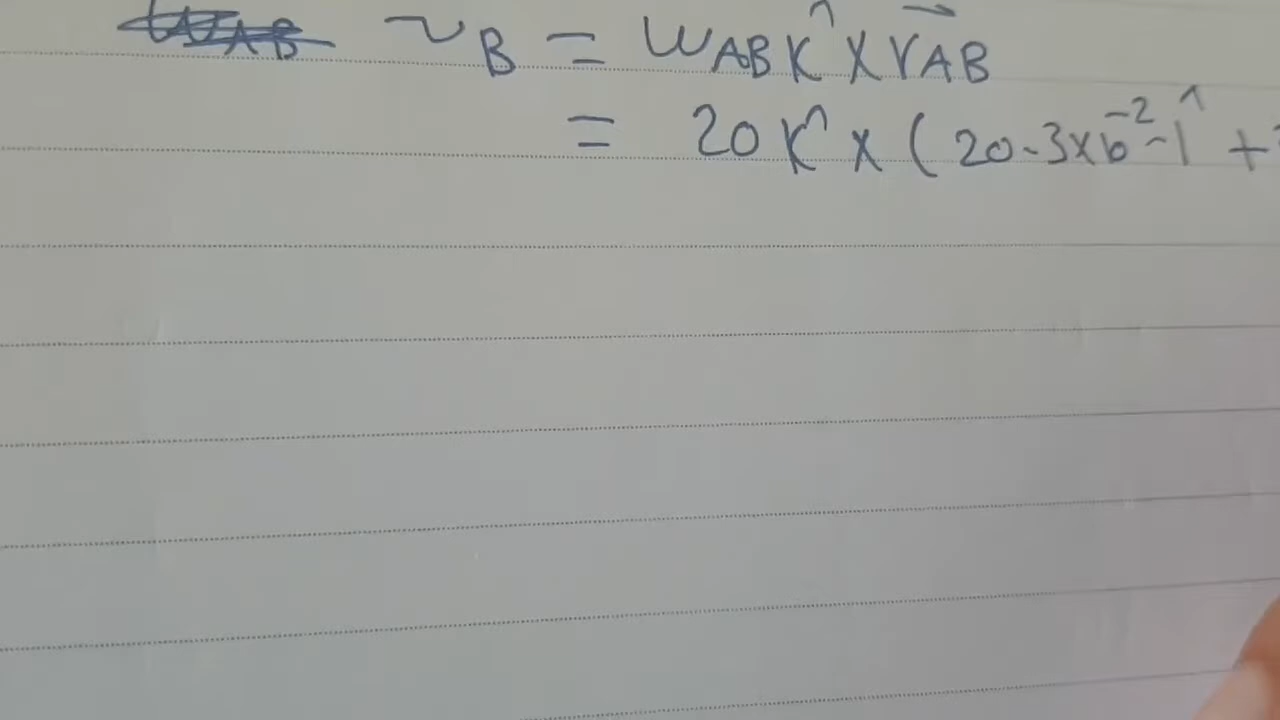 v_B = ω_AB k̂ × r⃗_AB
= 20 k̂ × (20.3×10⁻² î +